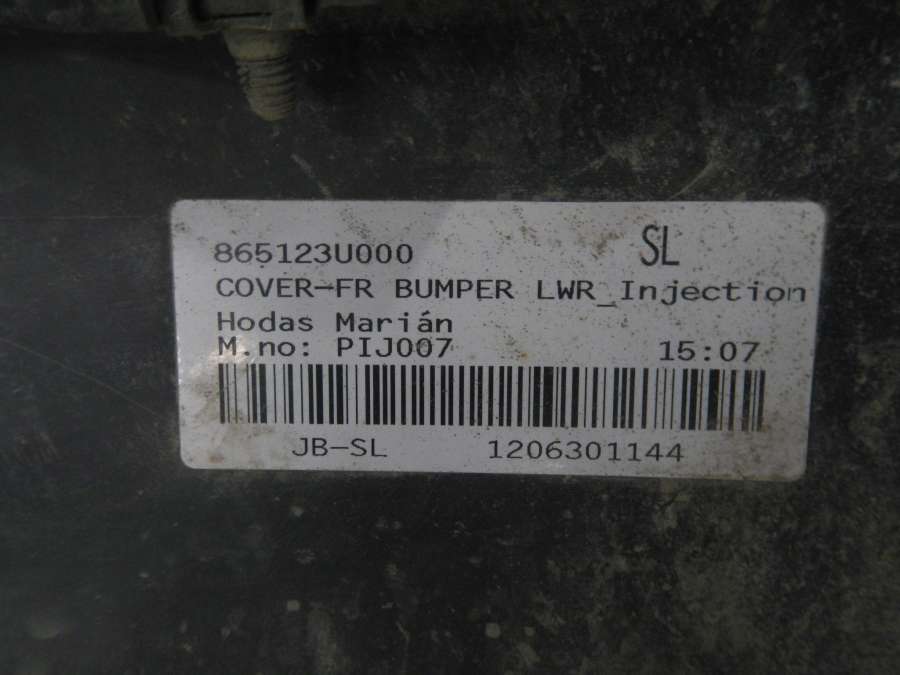 865123U000 SL
COVER-FR BUMPER LWR_Injection
Hodas Marián
M.no: PIJ007 15:07
JB-SL 1206301144